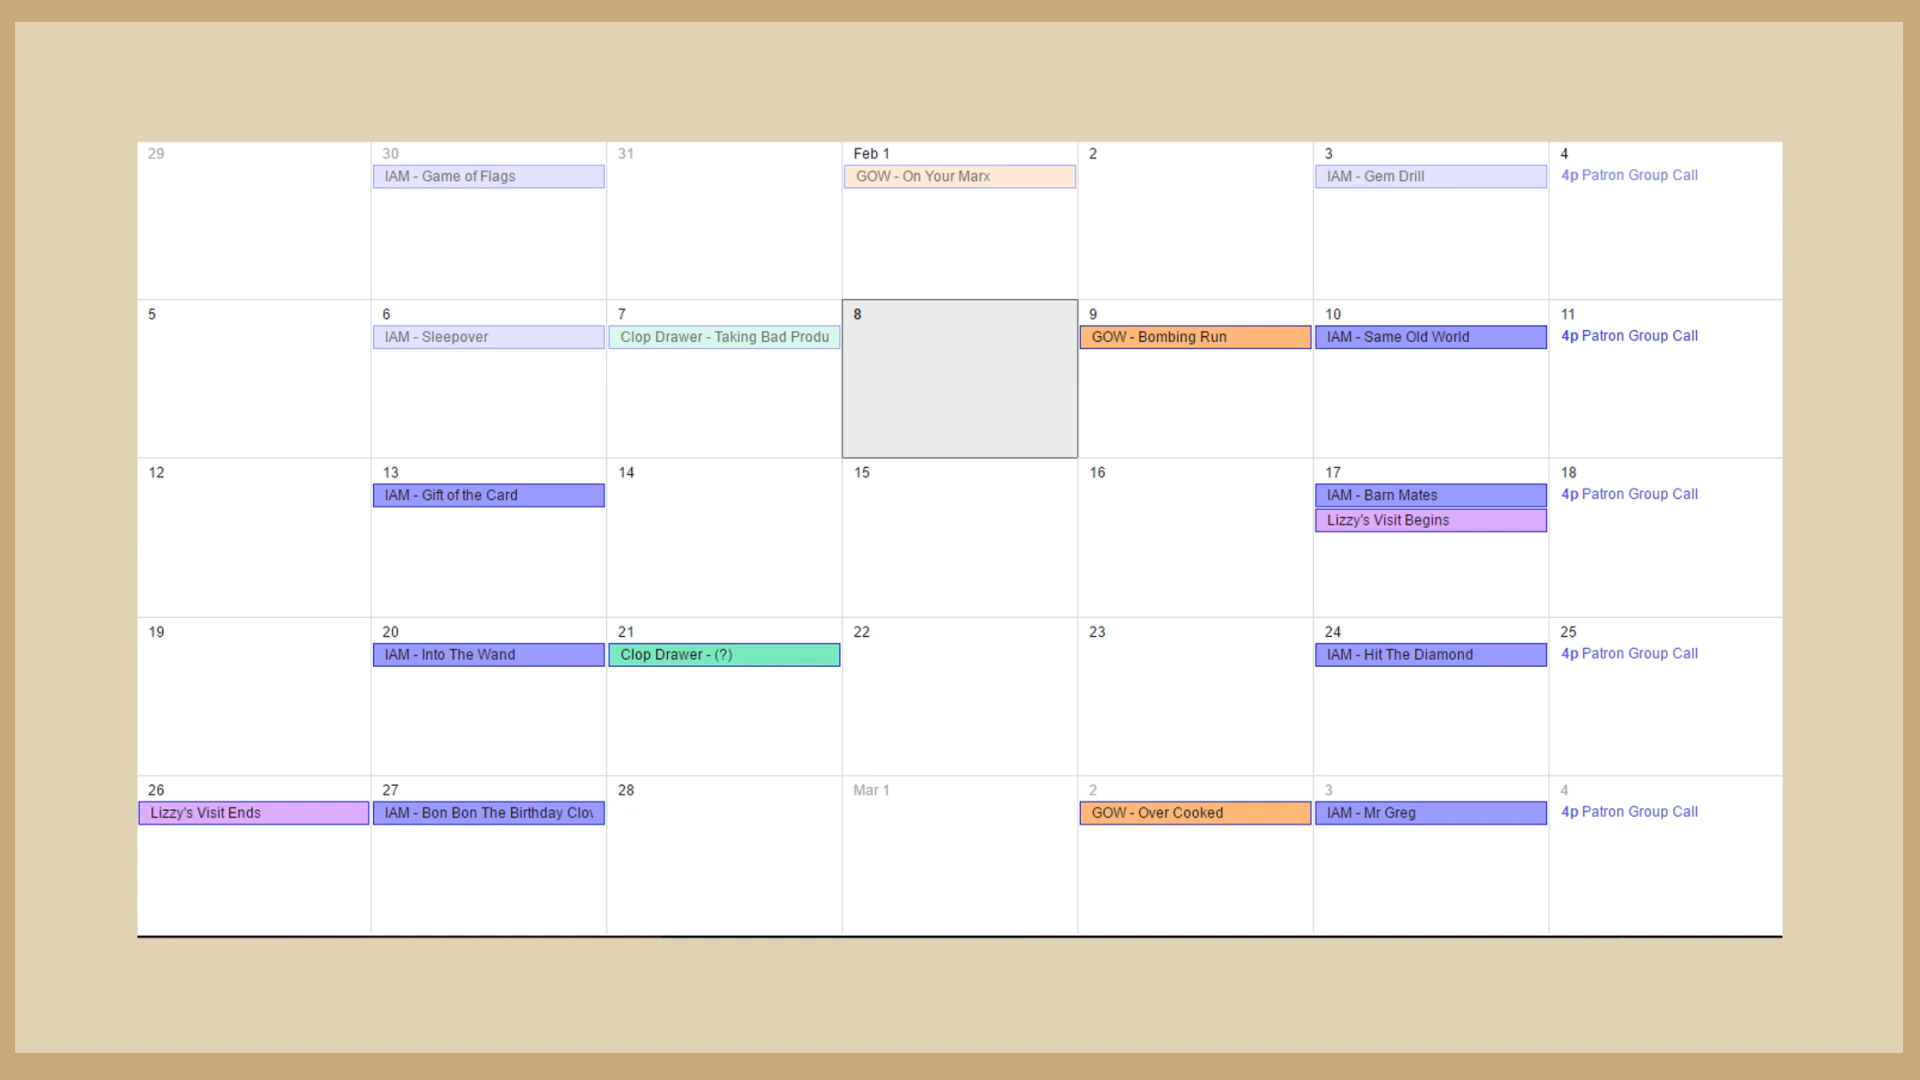 29
30
31
Feb 1
2
3
4
IAM - Game of Flags
GOW - On Your Marx
IAM - Gem Drill
4p Patron Group Call
5
6
7
8
9
10
11
IAM - Sleepover
Clop Drawer - Taking Bad Produ
GOW - Bombing Run
IAM - Same Old World
4p Patron Group Call
12
13
14
15
16
17
18
IAM - Gift of the Card
IAM - Barn Mates
4p Patron Group Call
Lizzy's Visit Begins
19
20
21
22
23
24
25
IAM - Into The Wand
Clop Drawer - (?)
IAM - Hit The Diamond
4p Patron Group Call
26
27
28
Mar 1
2
3
4
Lizzy's Visit Ends
IAM - Bon Bon The Birthday Clo
GOW - Over Cooked
IAM - Mr Greg
4p Patron Group Call